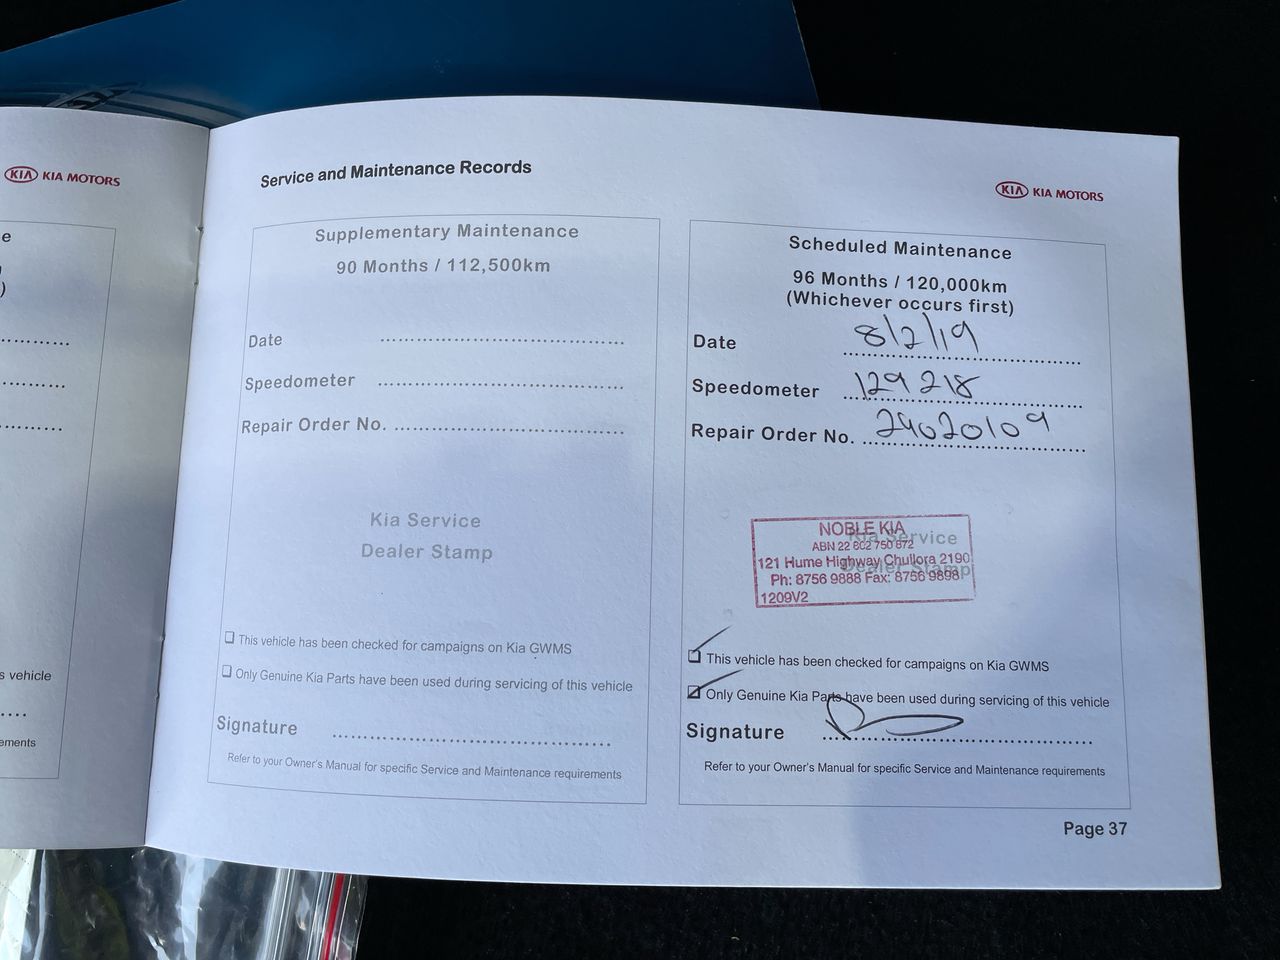 KIA KIA MOTORS
e
)
s vehicle
ements
Service and Maintenance Records
KIA KIA MOTORS
Supplementary Maintenance
90 Months / 112,500km
Date
Speedometer
Repair Order No.
Kia Service
Dealer Stamp
This vehicle has been checked for campaigns on Kia GWMS
Only Genuine Kia Parts have been used during servicing of this vehicle
Signature
Refer to your Owner's Manual for specific Service and Maintenance requirements
Scheduled Maintenance
96 Months / 120,000km
(Whichever occurs first)
Date 8/2/19
Speedometer 129 218
Repair Order No. 29020109
Kia Service
Dealer Stamp
NOBLE KIA
ABN 22 802 750 872
121 Hume Highway Chullora 2190
Ph: 8756 9888 Fax: 8756 9898
1209V2
This vehicle has been checked for campaigns on Kia GWMS
Only Genuine Kia Parts have been used during servicing of this vehicle
Signature
Refer to your Owner's Manual for specific Service and Maintenance requirements
Page 37